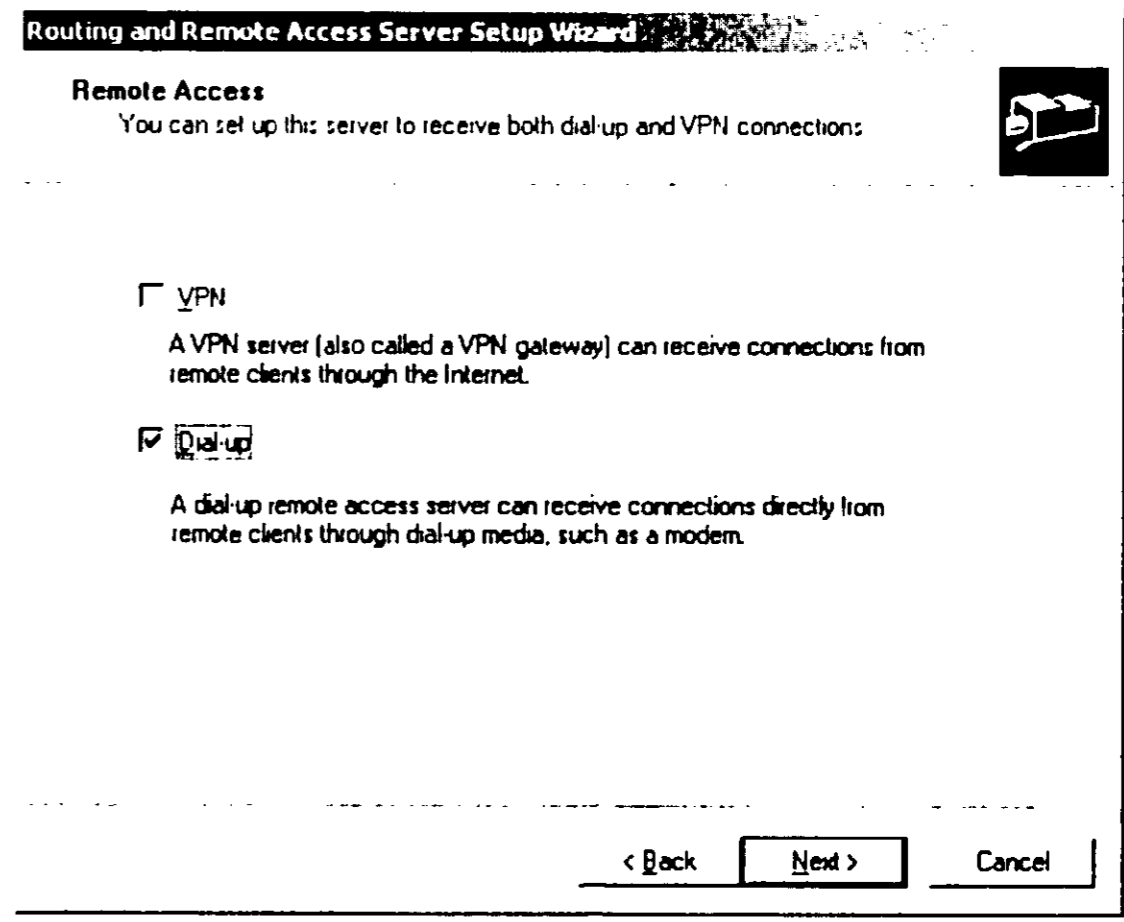 Routing and Remote Access Server Setup Wizard
Remote Access
You can set up this server to receive both dial-up and VPN connections
VPN
A VPN server (also called a VPN gateway) can receive connections from
remote clients through the Internet.
Dial-up
A dial-up remote access server can receive connections directly from
remote clients through dial-up media, such as a modem.
< Back
Next >
Cancel